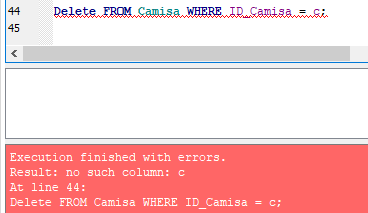 44 Delete FROM Camisa WHERE ID_Camisa = c;
45
Execution finished with errors.
Result: no such column: c
At line 44:
Delete FROM Camisa WHERE ID_Camisa = c;